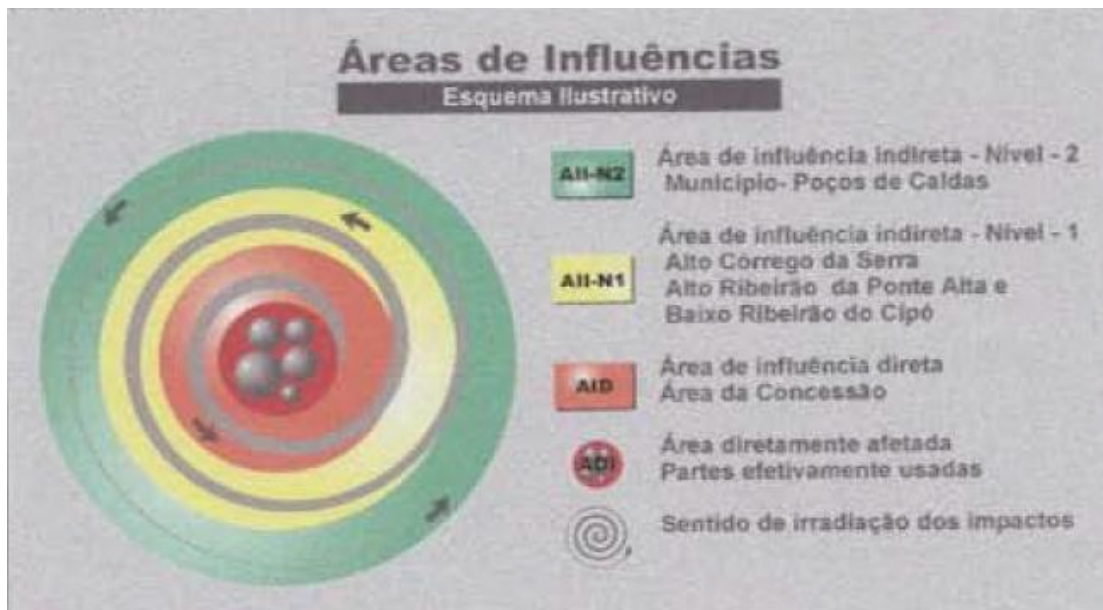 Áreas de Influências
Esquema Ilustrativo
AII-N2
Área de influência indireta - Nível - 2
Município- Poços de Caldas
AII-N1
Área de influência indireta - Nível - 1
Alto Córrego da Serra
Alto Ribeirão da Ponte Alta e
Baixo Ribeirão do Cipó
AID
Área de influência direta
Área da Concessão
Área diretamente afetada
Partes efetivamente usadas
Sentido de irradiação dos impactos